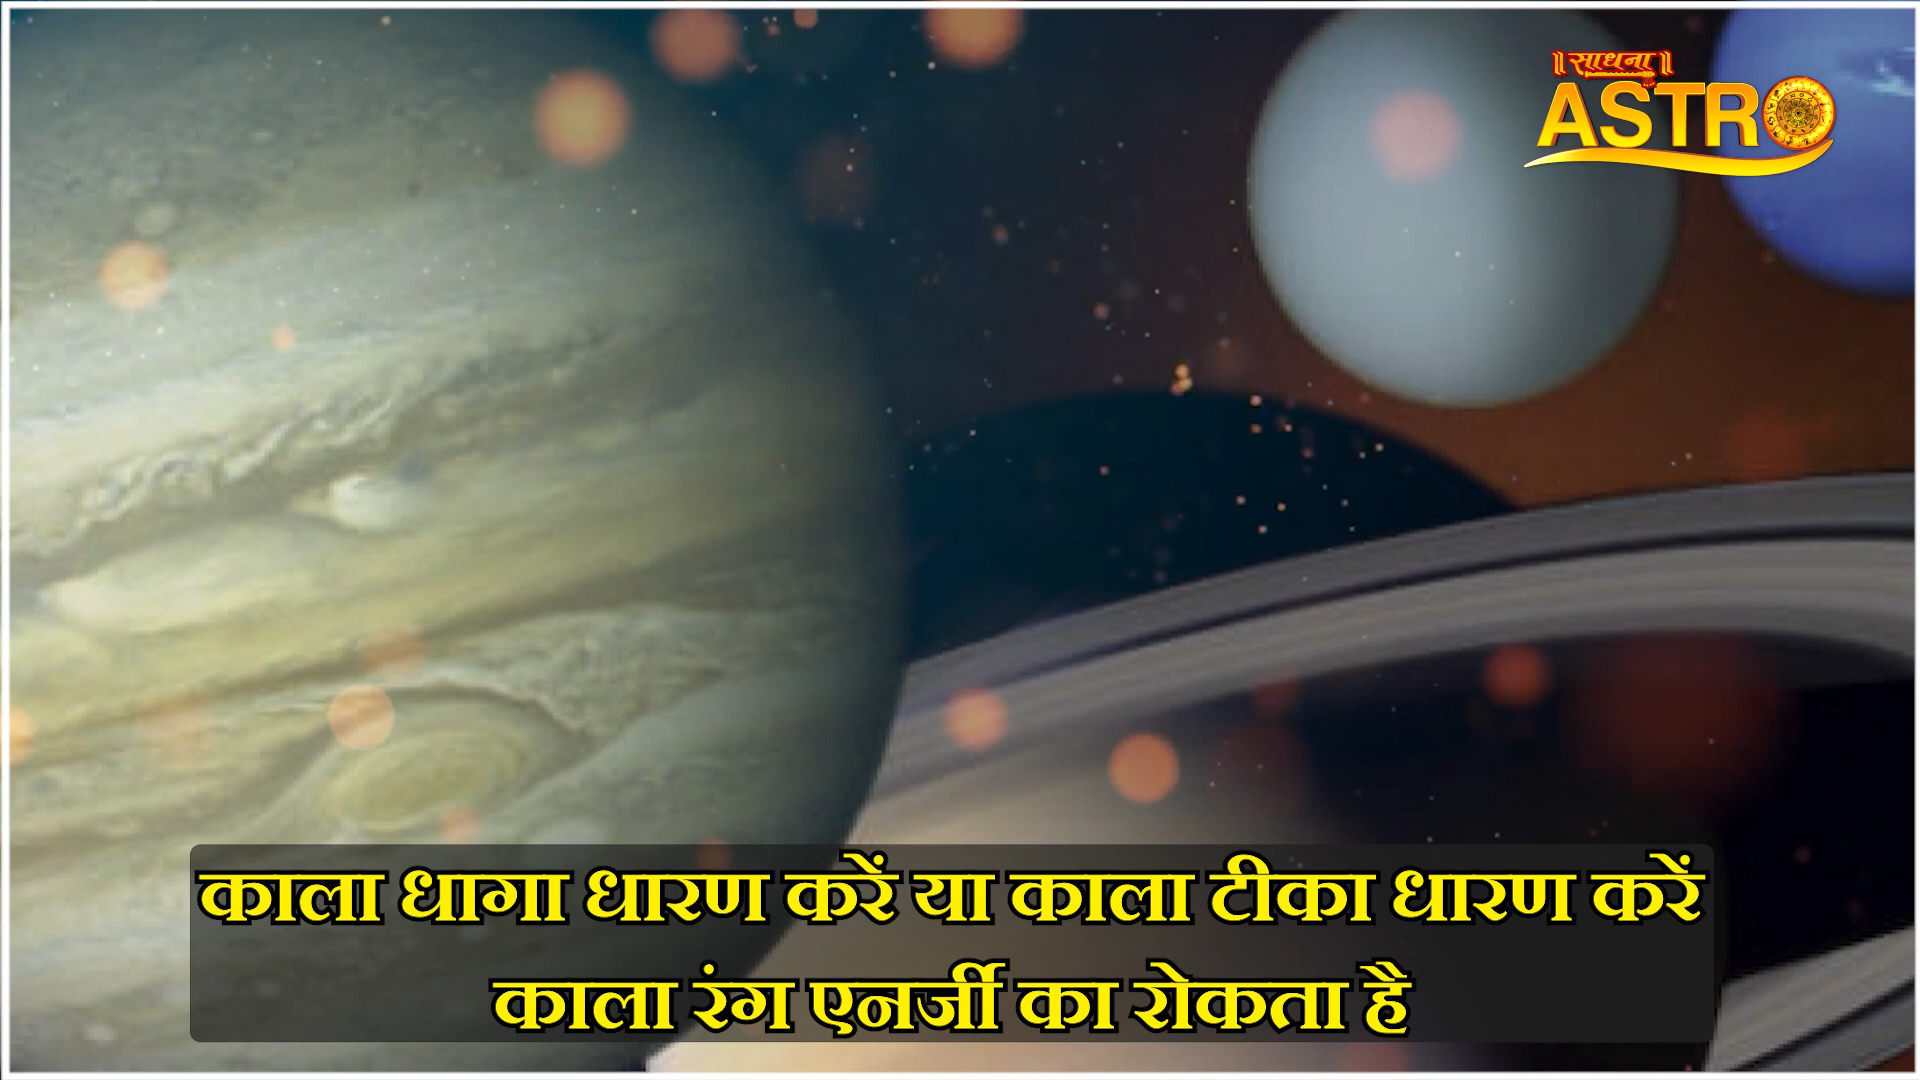 ॥साधना॥
ASTRO
काला धागा धारण करें या काला टीका धारण करें
काला रंग एनर्जी का रोकता है